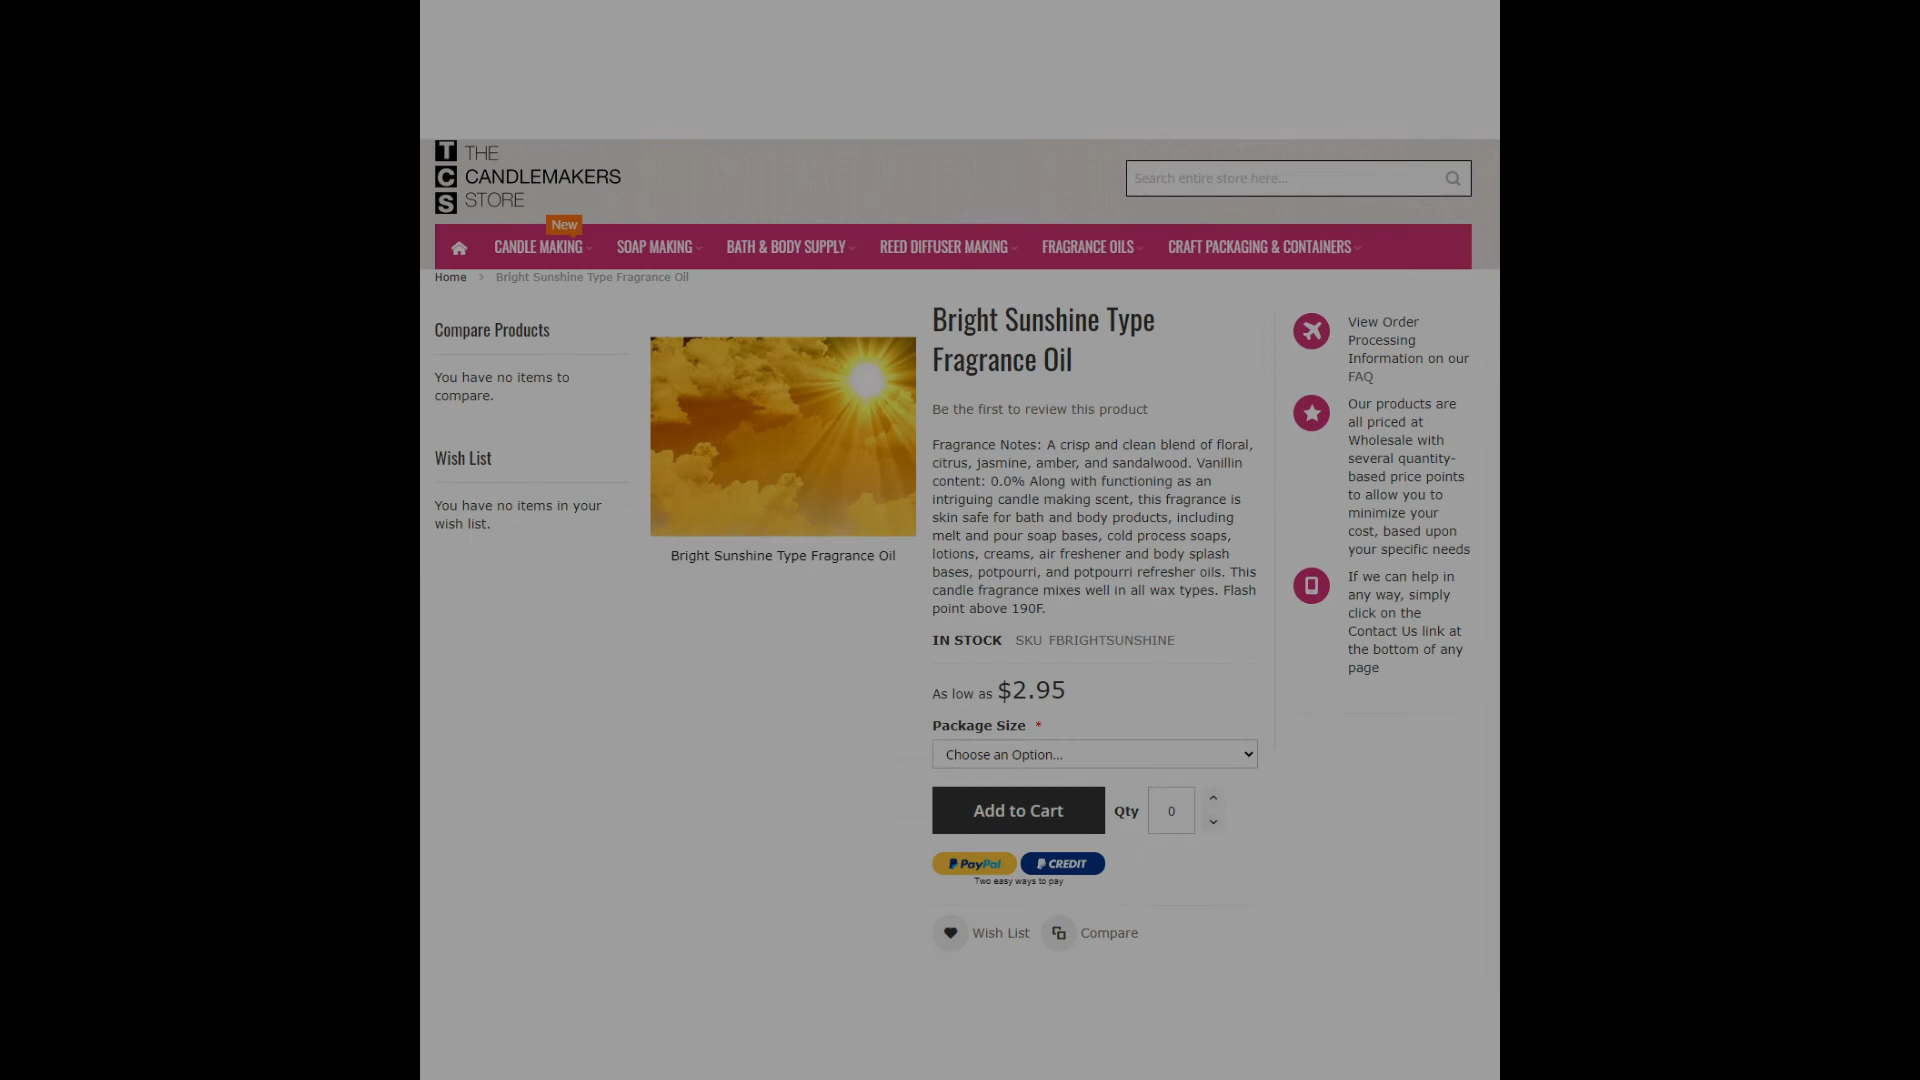 T THE
C CANDLEMAKERS
S STORE
Search entire store here...
New
CANDLE MAKING SOAP MAKING BATH & BODY SUPPLY REED DIFFUSER MAKING FRAGRANCE OILS CRAFT PACKAGING & CONTAINERS
Home > Bright Sunshine Type Fragrance Oil
Compare Products
You have no items to
compare.
Wish List
You have no items in your
wish list.
Bright Sunshine Type Fragrance Oil
Bright Sunshine Type
Fragrance Oil
Be the first to review this product
Fragrance Notes: A crisp and clean blend of floral,
citrus, jasmine, amber, and sandalwood. Vanillin
content: 0.0% Along with functioning as an
intriguing candle making scent, this fragrance is
skin safe for bath and body products, including
melt and pour soap bases, cold process soaps,
lotions, creams, air freshener and body splash
bases, potpourri, and potpourri refresher oils. This
candle fragrance mixes well in all wax types. Flash
point above 190F.
IN STOCK SKU FBRIGHTSUNSHINE
As low as $2.95
Package Size *
Choose an Option...
Add to Cart Qty 0
PayPal CREDIT
Two easy ways to pay
Wish List Compare
View Order
Processing
Information on our
FAQ
Our products are
all priced at
Wholesale with
several quantity-
based price points
to allow you to
minimize your
cost, based upon
your specific needs
If we can help in
any way, simply
click on the
Contact Us link at
the bottom of any
page